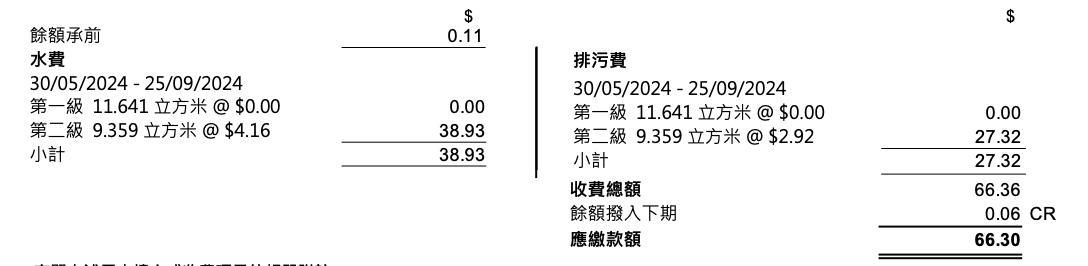 $
餘額承前 0.11
水費
30/05/2024 - 25/09/2024
第一級 11.641 立方米 @ $0.00 0.00
第二級 9.359 立方米 @ $4.16 38.93
小計 38.93
$
排污費
30/05/2024 - 25/09/2024
第一級 11.641 立方米 @ $0.00 0.00
第二級 9.359 立方米 @ $2.92 27.32
小計 27.32
收費總額 66.36
餘額撥入下期 0.06 CR
應繳款額 66.30